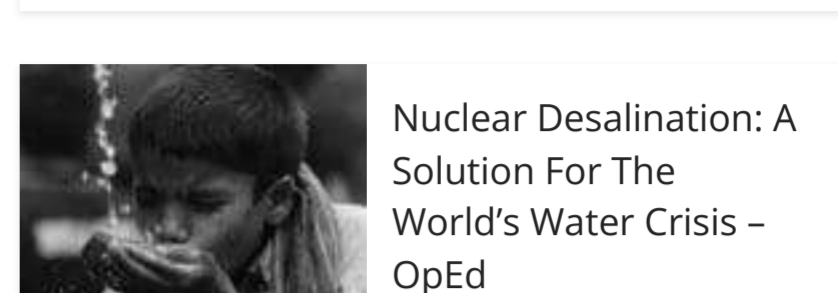 Nuclear Desalination: A
Solution For The
World’s Water Crisis –
OpEd